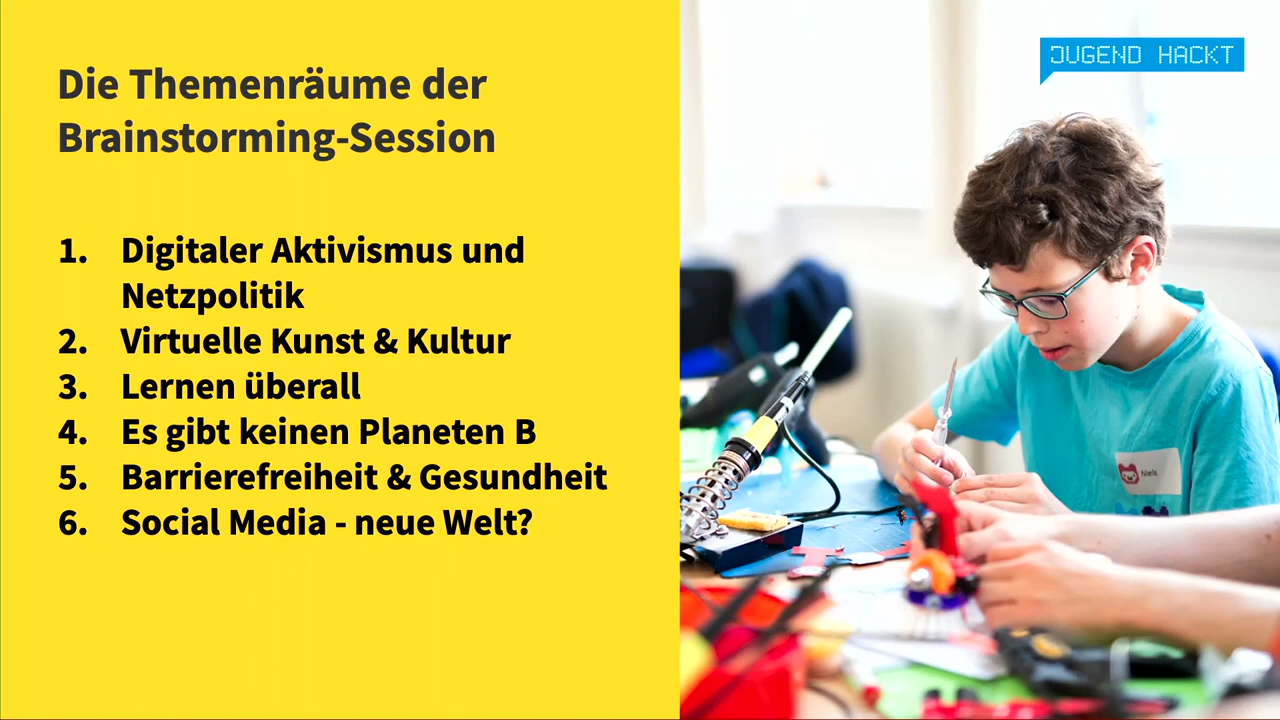 Die Themenräume der
Brainstorming-Session
1. Digitaler Aktivismus und
Netzpolitik
2. Virtuelle Kunst & Kultur
3. Lernen überall
4. Es gibt keinen Planeten B
5. Barrierefreiheit & Gesundheit
6. Social Media - neue Welt?
JUGEND HACKT
Niels